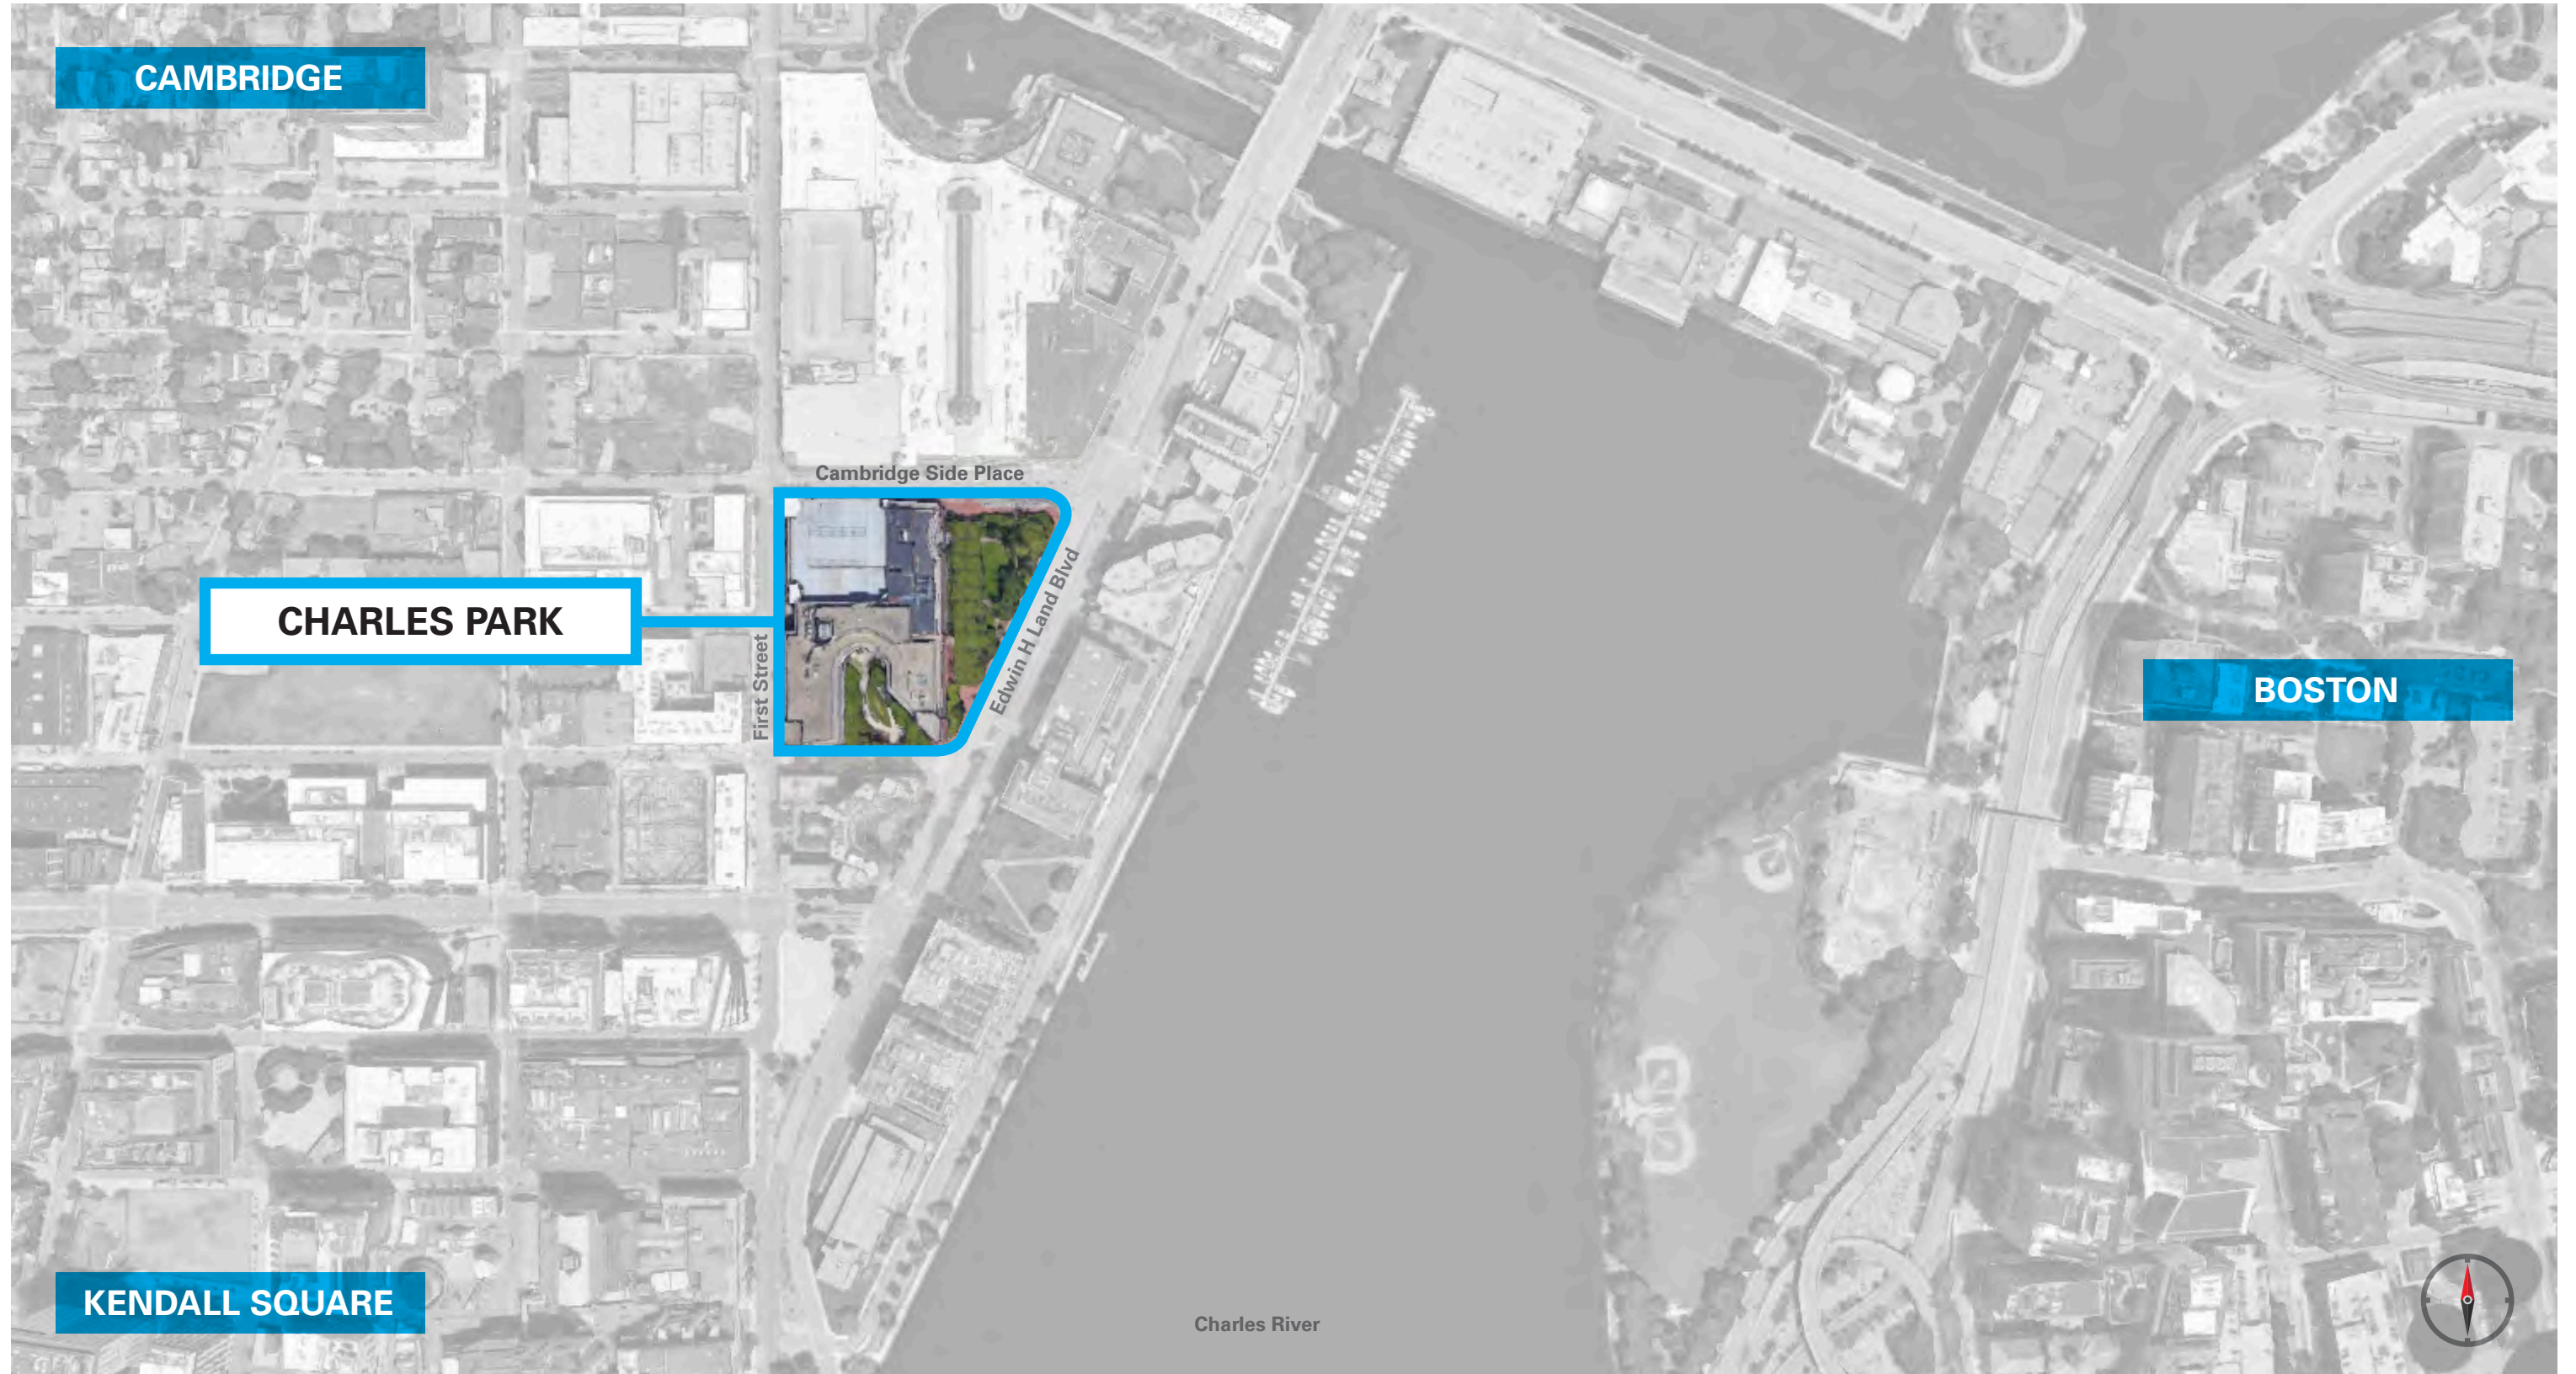 CAMBRIDGE
Cambridge Side Place
CHARLES PARK
First Street
Edwin H Land Blvd
BOSTON
KENDALL SQUARE
Charles River